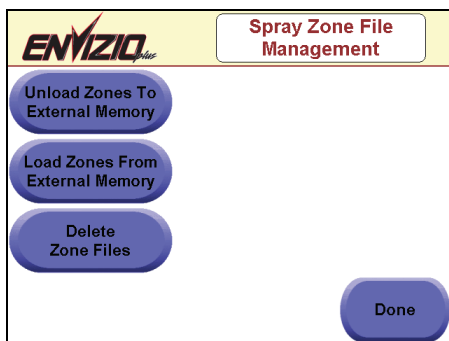 ENVIZIO plus
Spray Zone File
Management
Unload Zones To
External Memory
Load Zones From
External Memory
Delete
Zone Files
Done